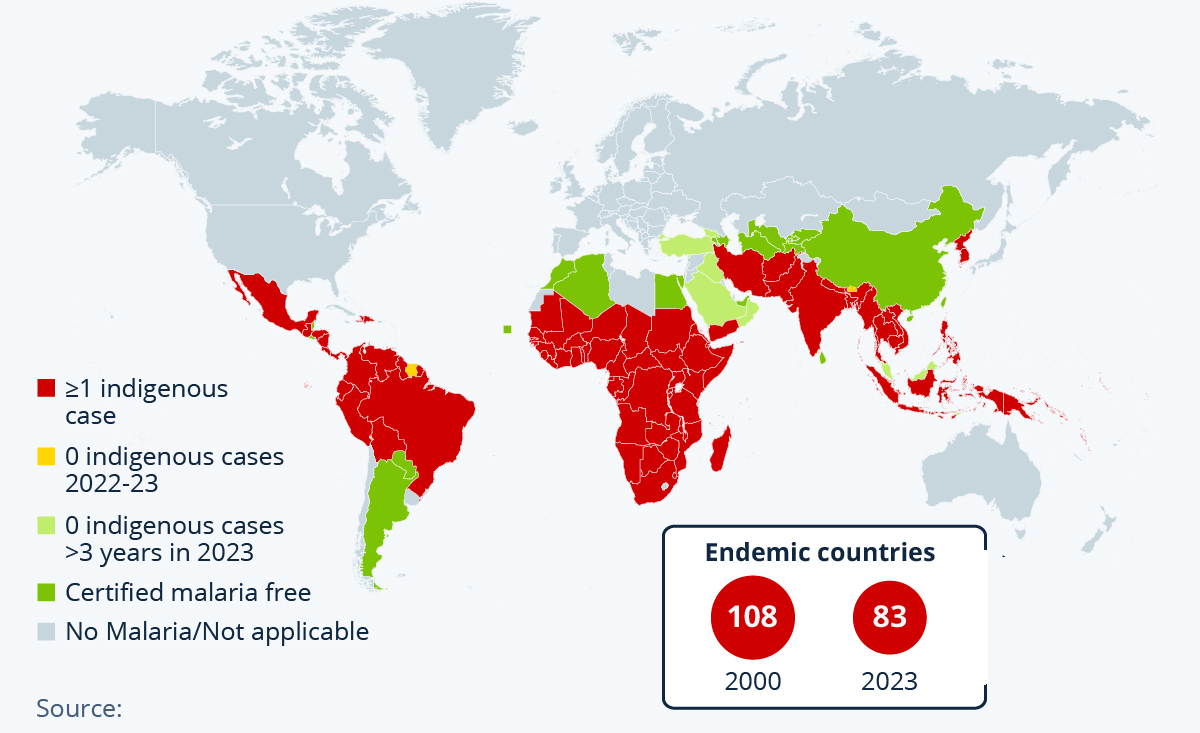 ≥1 indigenous
case
0 indigenous cases
2022-23
0 indigenous cases
>3 years in 2023
Certified malaria free
No Malaria/Not applicable
Source:
Endemic countries
108
83
2000
2023